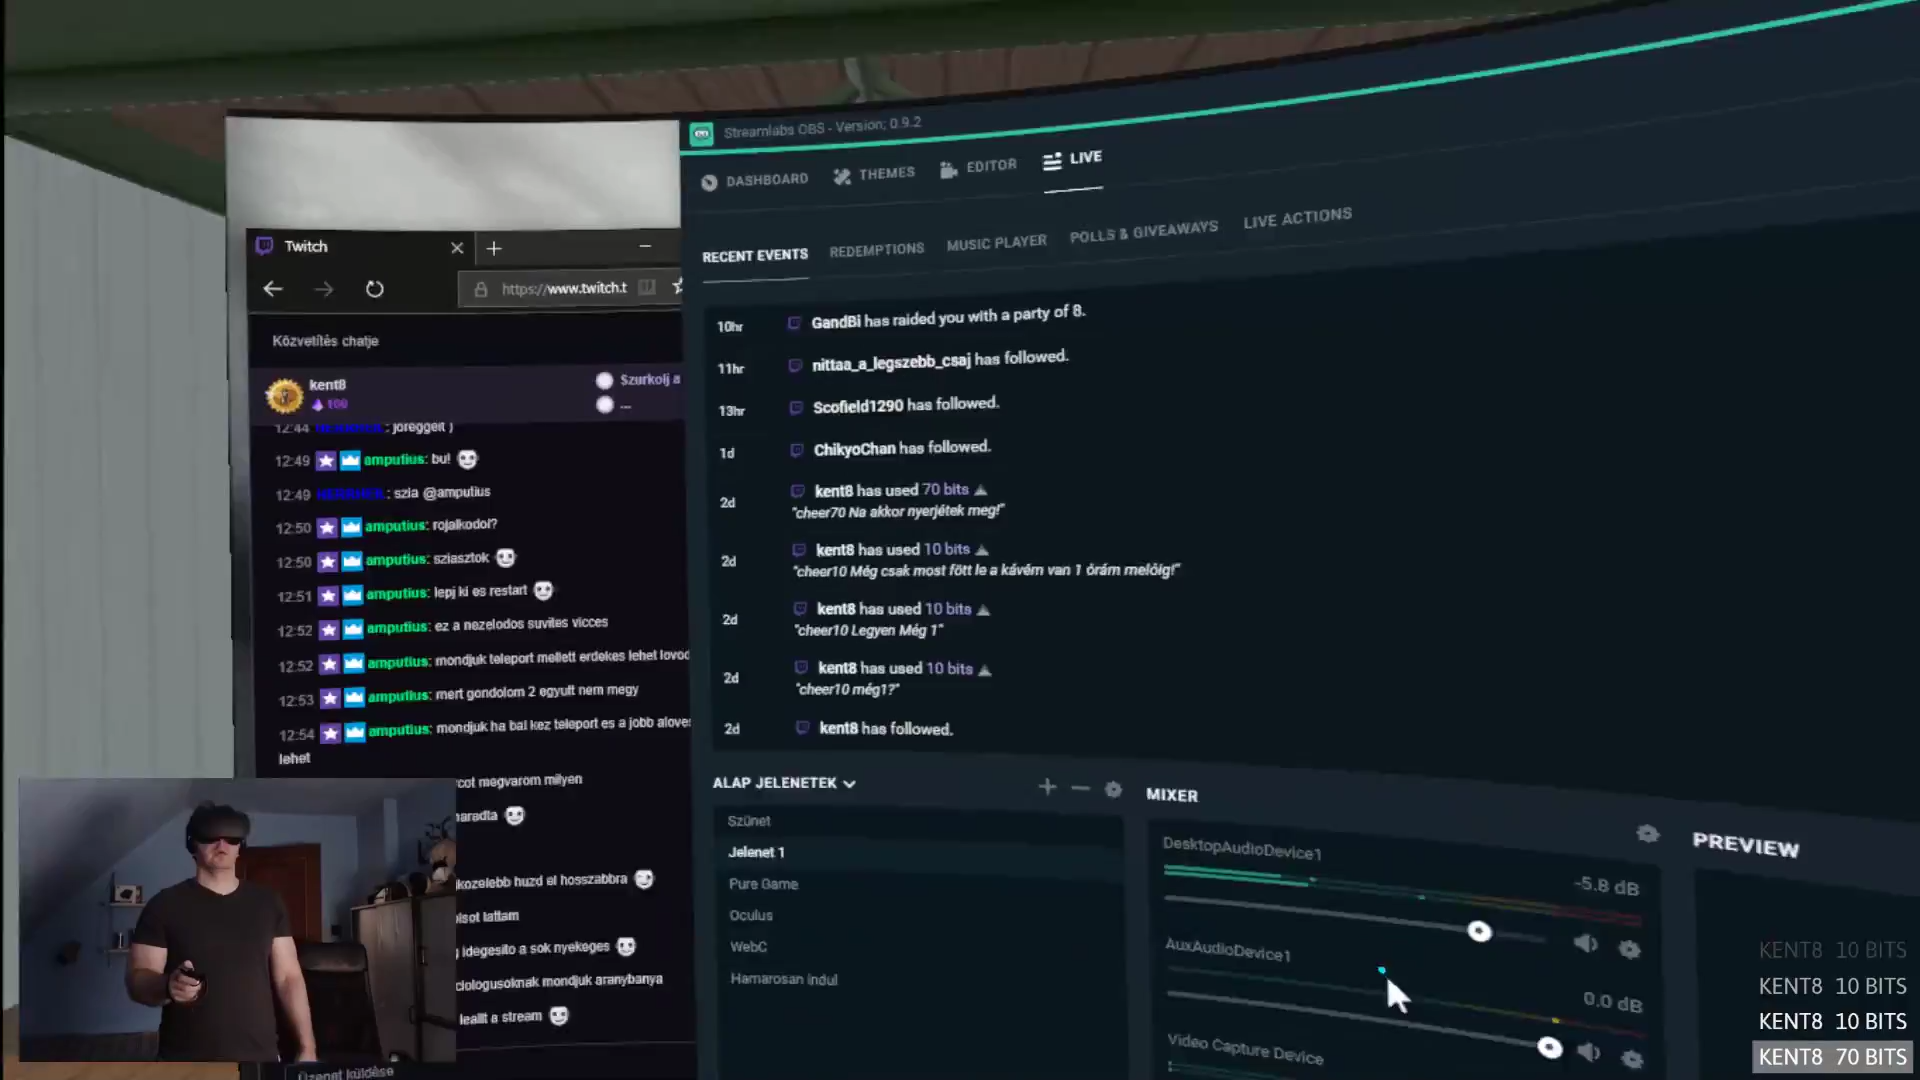 Streamlabs OBS - Version: 0.9.2
DASHBOARD THEMES EDITOR LIVE
RECENT EVENTS REDEMPTIONS MUSIC PLAYER POLLS & GIVEAWAYS LIVE ACTIONS
10hr GandBi has raided you with a party of 8.
11hr nittaa_a_legszebb_csaj has followed.
13hr Scofield1290 has followed.
1d ChikyoChan has followed.
2d kent8 has used 70 bits
"cheer70 Na akkor nyerjétek meg!"
2d kent8 has used 10 bits
"cheer10 Még csak most fött le a kávém van 1 órám melóig!"
2d kent8 has used 10 bits
"cheer10 Legyen Még 1"
2d kent8 has used 10 bits
"cheer10 még1?"
2d kent8 has followed.
Twitch
https://www.twitch.t
Közvetítés chatje
kent8
100
Szurkolj a
...
12:44 : joreggelt )
12:49 amputius: bu!
12:49 : szia @amputius
12:50 amputius: rojalkodol?
12:50 amputius: sziasztok
12:51 amputius: lepj ki es restart
12:52 amputius: ez a nezelodos suvites vicces
12:52 amputius: mondjuk teleport mellett erdekes lehet lovod
12:53 amputius: mert gondolom 2 egyutt nem megy
12:54 amputius: mondjuk ha bal kez teleport es a jobb aloves
lehet
cot megvarom milyen
naradta
kozelebb huzd el hosszabbra
olsot lattam
idegesito a sok nyekeges
ciologusoknak mondjuk aranybanya
leallt a stream
Üzenet küldése
ALAP JELENETEK
Szünet
Jelenet 1
Pure Game
Oculus
WebC
Hamarosan indul
MIXER
DesktopAudioDevice1
-5.8 dB
AuxAudioDevice1
0.0 dB
Video Capture Device
PREVIEW
KENT8 10 BITS
KENT8 10 BITS
KENT8 10 BITS
KENT8 70 BITS